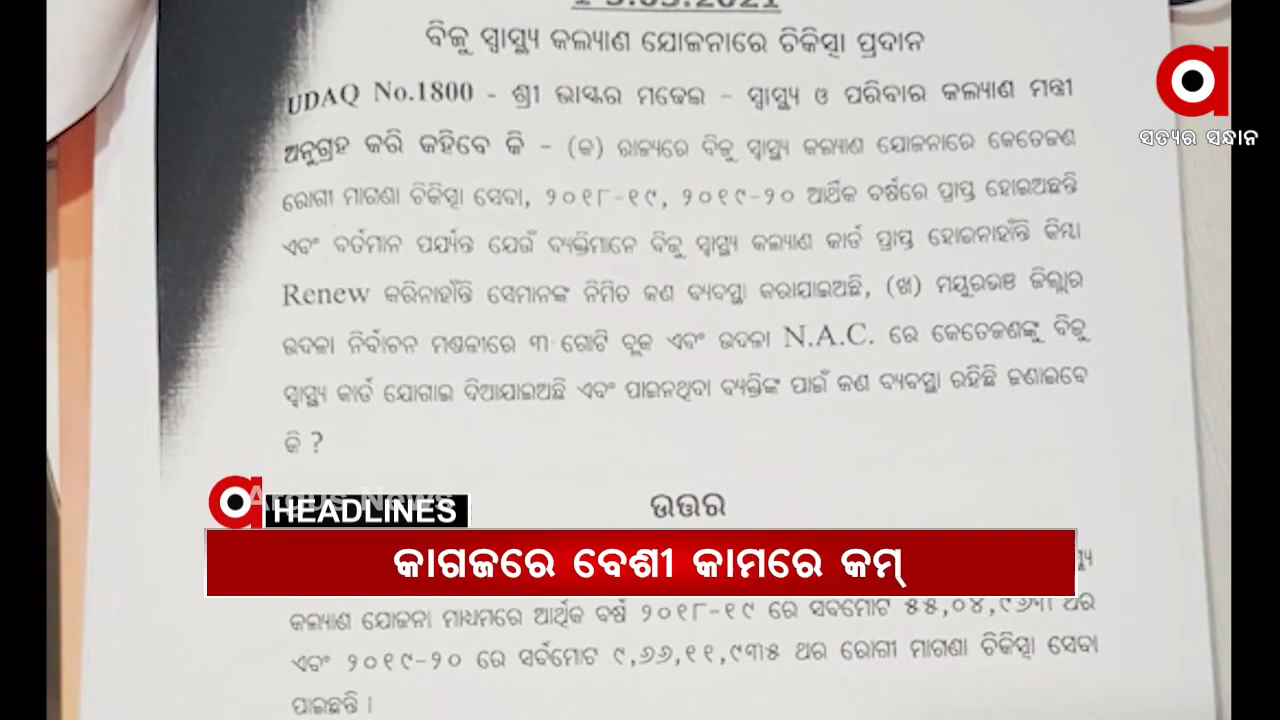 ବିଜୁ ସ୍ୱାସ୍ଥ୍ୟ କଲ୍ୟାଣ ଯୋଜନାରେ ଚିକିତ୍ସା ପ୍ରଦାନ
UDAQ No.1800 - ଶ୍ରୀ ଭାସ୍କର ମଢେଇ - ସ୍ୱାସ୍ଥ୍ୟ ଓ ପରିବାର କଲ୍ୟାଣ ମନ୍ତ୍ରୀ
ଅନୁଗ୍ରହ କରି କହିବେ କି - (କ) ରାଜ୍ୟରେ ବିଜୁ ସ୍ୱାସ୍ଥ୍ୟ କଲ୍ୟାଣ ଯୋଜନାରେ କେତେଜଣ
ରୋଗୀ ମାଗଣା ଚିକିତ୍ସା ସେବା, ୨୦୧୮-୧୯, ୨୦୧୯-୨୦ ଆର୍ଥିକ ବର୍ଷରେ ପ୍ରାପ୍ତ ହୋଇଅଛନ୍ତି
ଏବଂ ବର୍ତମାନ ପର୍ଯ୍ୟନ୍ତ ଯେଉଁ ବ୍ୟକ୍ତିମାନେ ବିଜୁ ସ୍ୱାସ୍ଥ୍ୟ କଲ୍ୟାଣ କାର୍ଡ ପ୍ରାପ୍ତ ହୋଇନାହାଁନ୍ତି କିମ୍ବା
Renew କରିନାହାଁନ୍ତି ସେମାନଙ୍କ ନିମିତ କଣ ବ୍ୟବସ୍ଥା କରାଯାଇଅଛି, (ଖ) ମୟୁରଭଞ୍ଜ ଜିଲ୍ଲାର
ଉଦଳା ନିର୍ବାଚନ ମଣ୍ଡଳୀରେ ୩ ଗୋଟି ବ୍ଲକ ଏବଂ ଉଦଳା N.A.C. ରେ କେତେଜଣଙ୍କୁ ବିଜୁ
ସ୍ୱାସ୍ଥ୍ୟ କାର୍ଡ ଯୋଗାଇ ଦିଆଯାଇଅଛି ଏବଂ ପାଇନଥିବା ବ୍ୟକ୍ତିଙ୍କ ପାଇଁ କଣ ବ୍ୟବସ୍ଥା ରହିଛି ଜଣାଇବେ
କି ?
ଉତ୍ତର
କଲ୍ୟାଣ ଯୋଜନା ମାଧ୍ୟମରେ ଆର୍ଥିକ ବର୍ଷ ୨୦୧୮-୧୯ ରେ ସର୍ବମୋଟ ଥର
ଏବଂ ୨୦୧୯-୨୦ ରେ ସର୍ବମୋଟ ୯,୬୬,୧୧,୯୩୫ ଥର ରୋଗୀ ମାଗଣା ଚିକିତ୍ସା ସେବା
ପାଇଛନ୍ତି ।
ସତ୍ୟର ସନ୍ଧାନ
Argus News
HEADLINES
କାଗଜରେ ବେଶୀ କାମରେ କମ୍